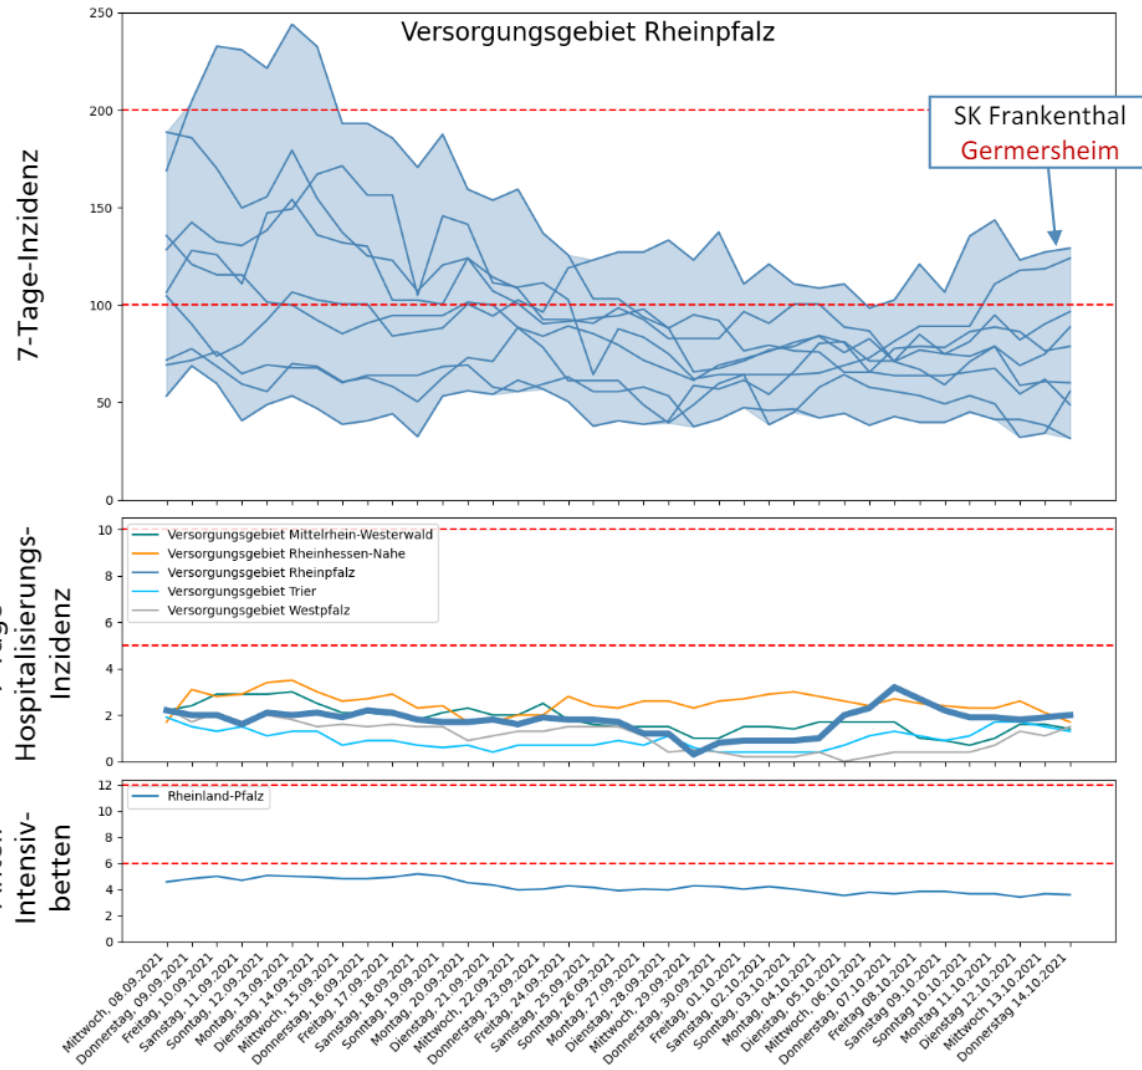 Versorgungsgebiet Rheinpfalz
250
200
150
100
50
0
7-Tage-Inzidenz
SK Frankenthal
Germersheim
10
8
6
4
2
0
Hospitalisierungs-
Inzidenz
Versorgungsgebiet Mittelrhein-Westerwald
Versorgungsgebiet Rheinhessen-Nahe
Versorgungsgebiet Rheinpfalz
Versorgungsgebiet Trier
Versorgungsgebiet Westpfalz
12
10
8
6
4
2
0
Intensiv-
betten
Rheinland-Pfalz
Mittwoch, 08.09.2021
Donnerstag, 09.09.2021
Freitag, 10.09.2021
Samstag, 11.09.2021
Sonntag, 12.09.2021
Montag, 13.09.2021
Dienstag, 14.09.2021
Mittwoch, 15.09.2021
Donnerstag, 16.09.2021
Freitag, 17.09.2021
Samstag, 18.09.2021
Sonntag, 19.09.2021
Montag, 20.09.2021
Dienstag, 21.09.2021
Mittwoch, 22.09.2021
Donnerstag, 23.09.2021
Freitag, 24.09.2021
Samstag, 25.09.2021
Sonntag, 26.09.2021
Montag, 27.09.2021
Dienstag, 28.09.2021
Mittwoch, 29.09.2021
Donnerstag, 30.09.2021
Freitag, 01.10.2021
Samstag, 02.10.2021
Sonntag, 03.10.2021
Montag, 04.10.2021
Dienstag, 05.10.2021
Mittwoch, 06.10.2021
Donnerstag, 07.10.2021
Freitag 08.10.2021
Samstag 09.10.2021
Sonntag 10.10.2021
Montag 11.10.2021
Dienstag 12.10.2021
Mittwoch 13.10.2021
Donnerstag 14.10.2021